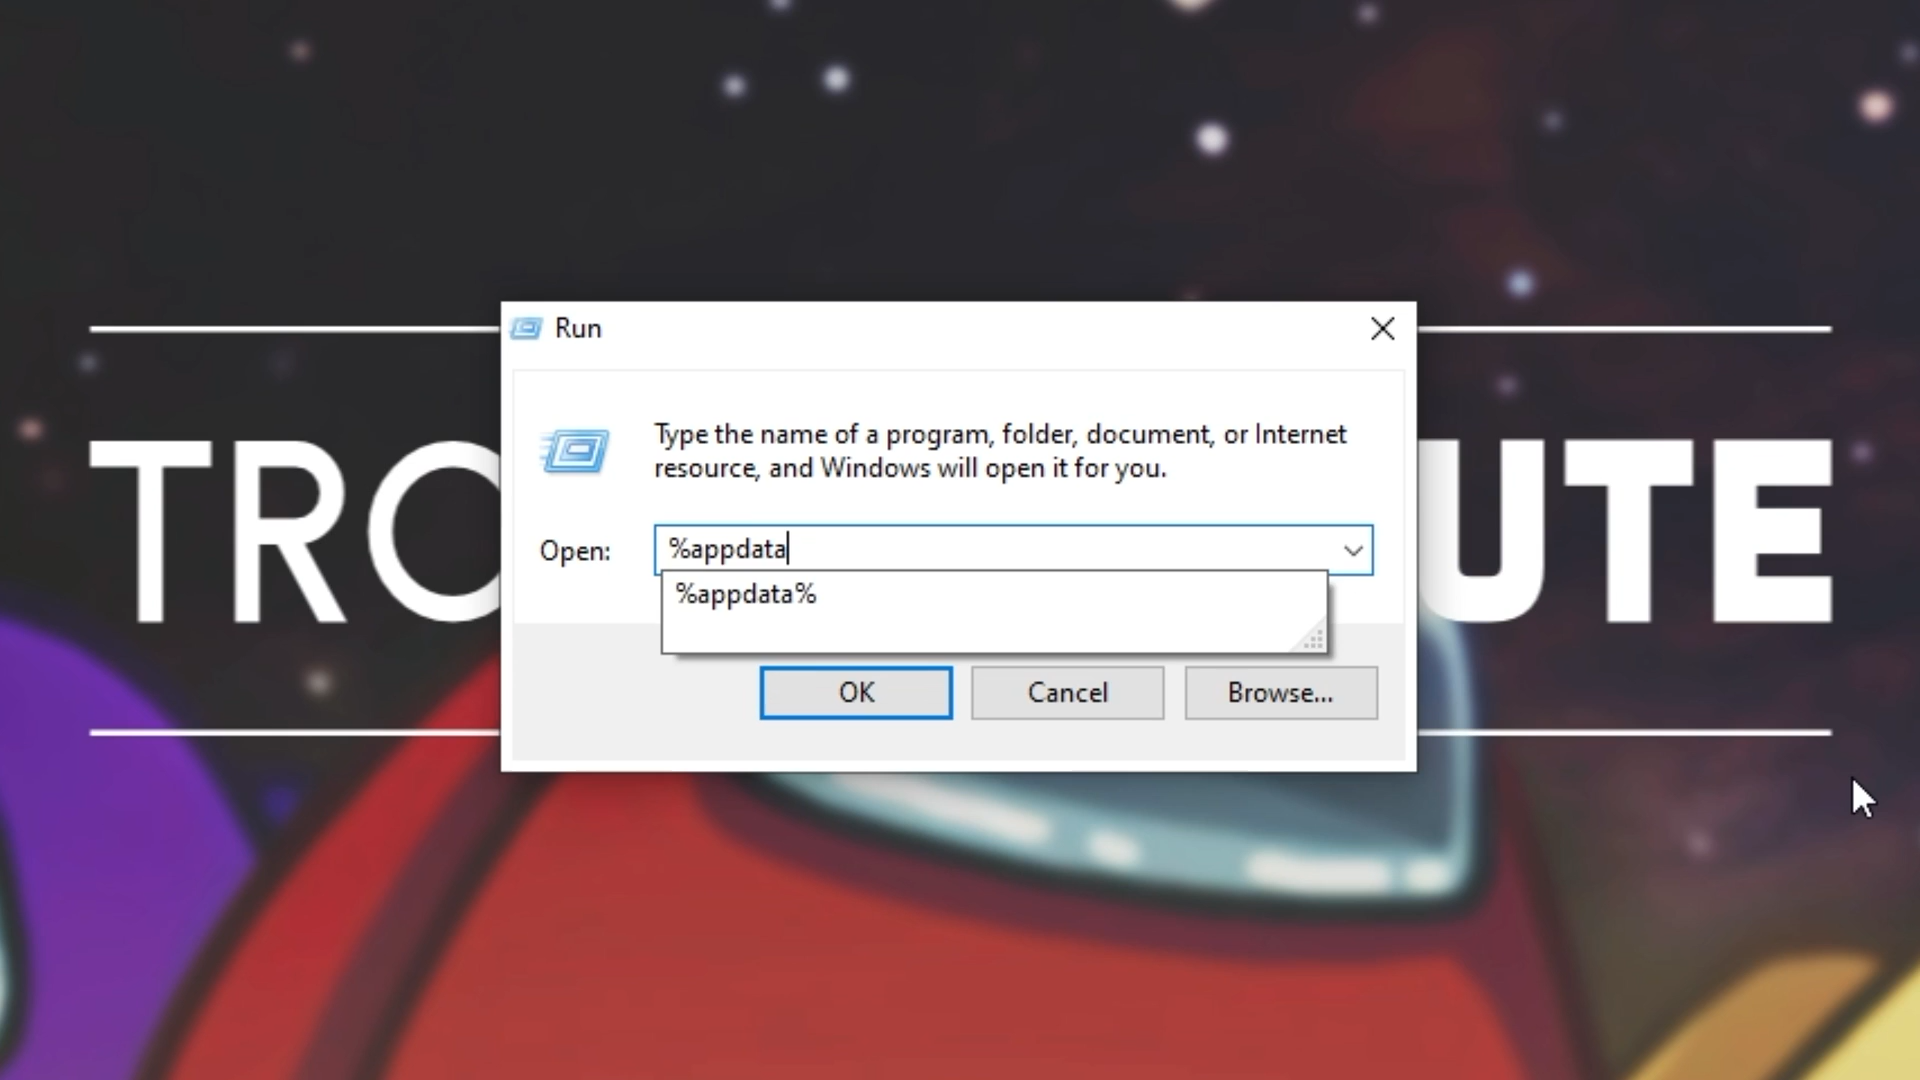 Run
Type the name of a program, folder, document, or Internet
resource, and Windows will open it for you.
Open:
%appdata
%appdata%
OK
Cancel
Browse...
TRO
UTE